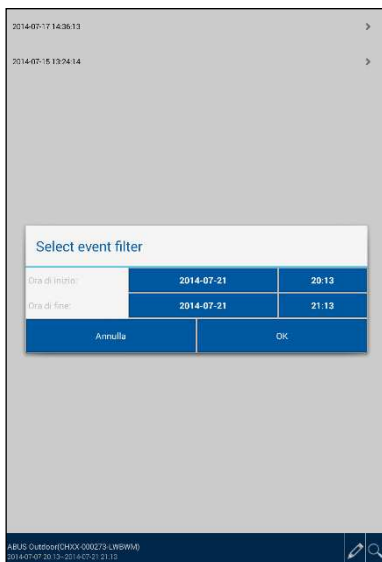 2014-07-17 14:36:13
2014-07-15 13:24:14
Select event filter
Ora di inizio: 2014-07-21 20:13
Ora di fine: 2014-07-21 21:13
Annulla OK
ABUS Outdoor(CHXX-000273-LWBWM)
2014-07-07 20:13 - 2014-07-21 21:13